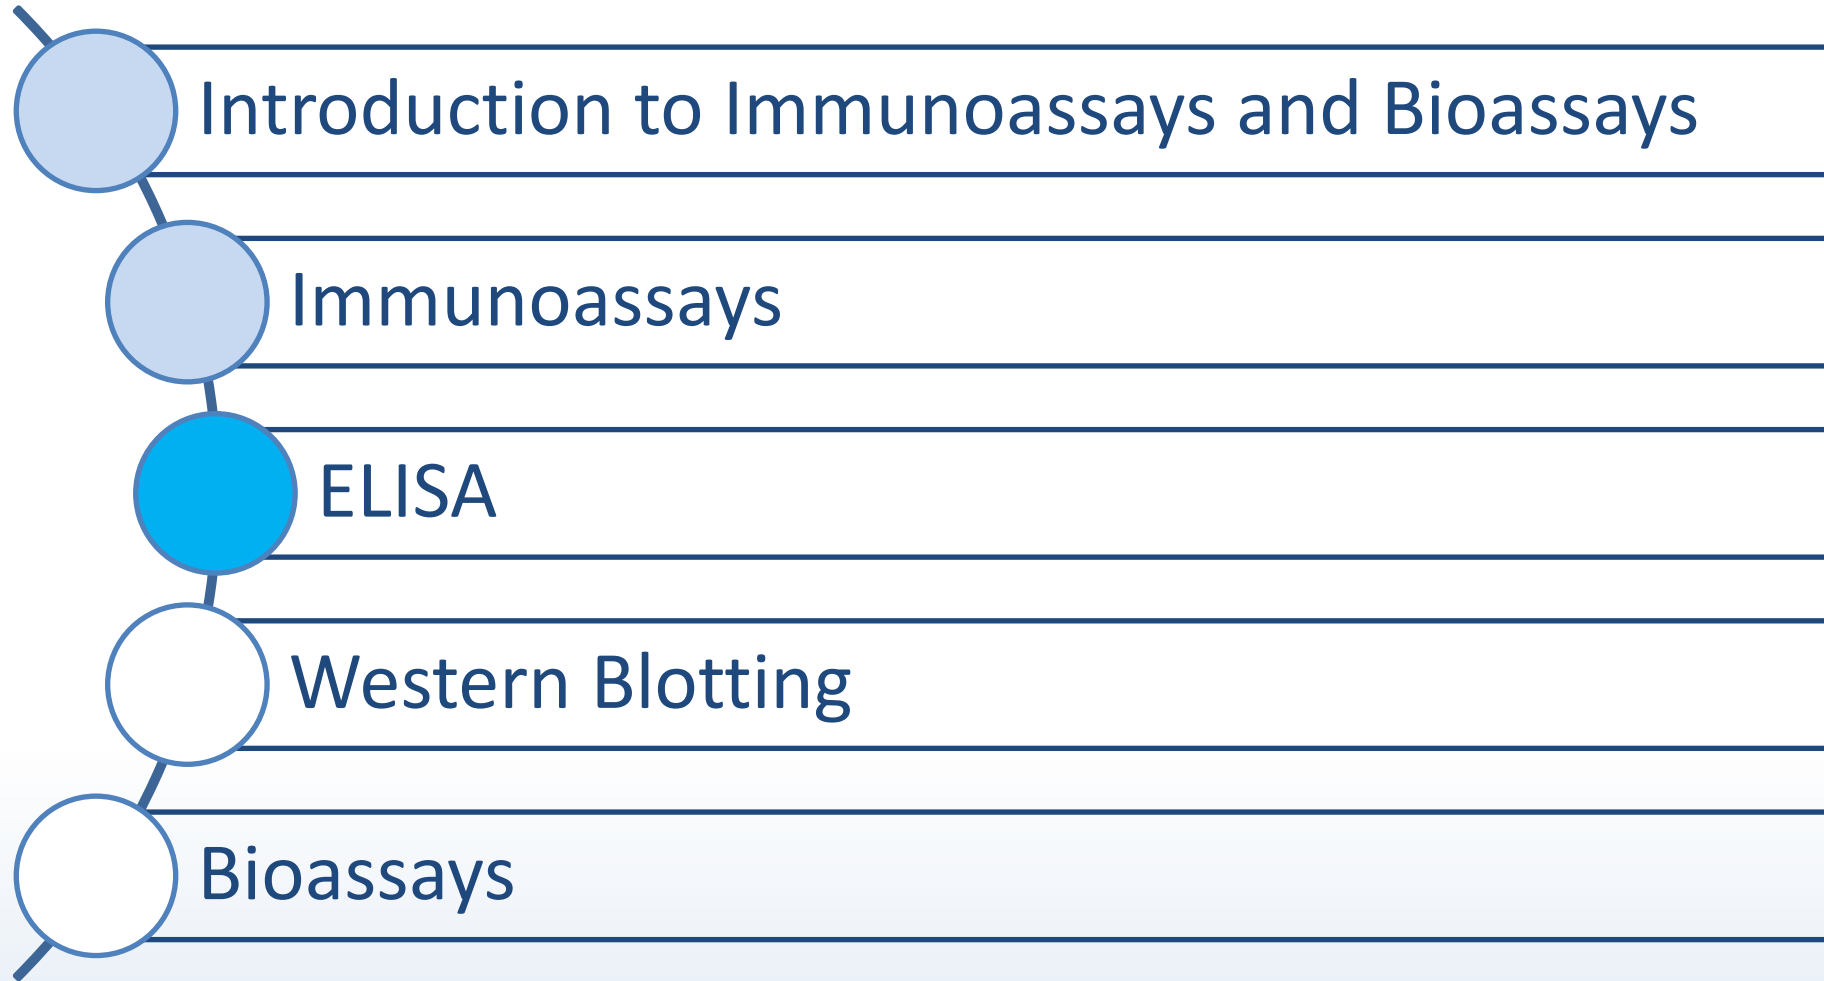 Introduction to Immunoassays and Bioassays
Immunoassays
ELISA
Western Blotting
Bioassays